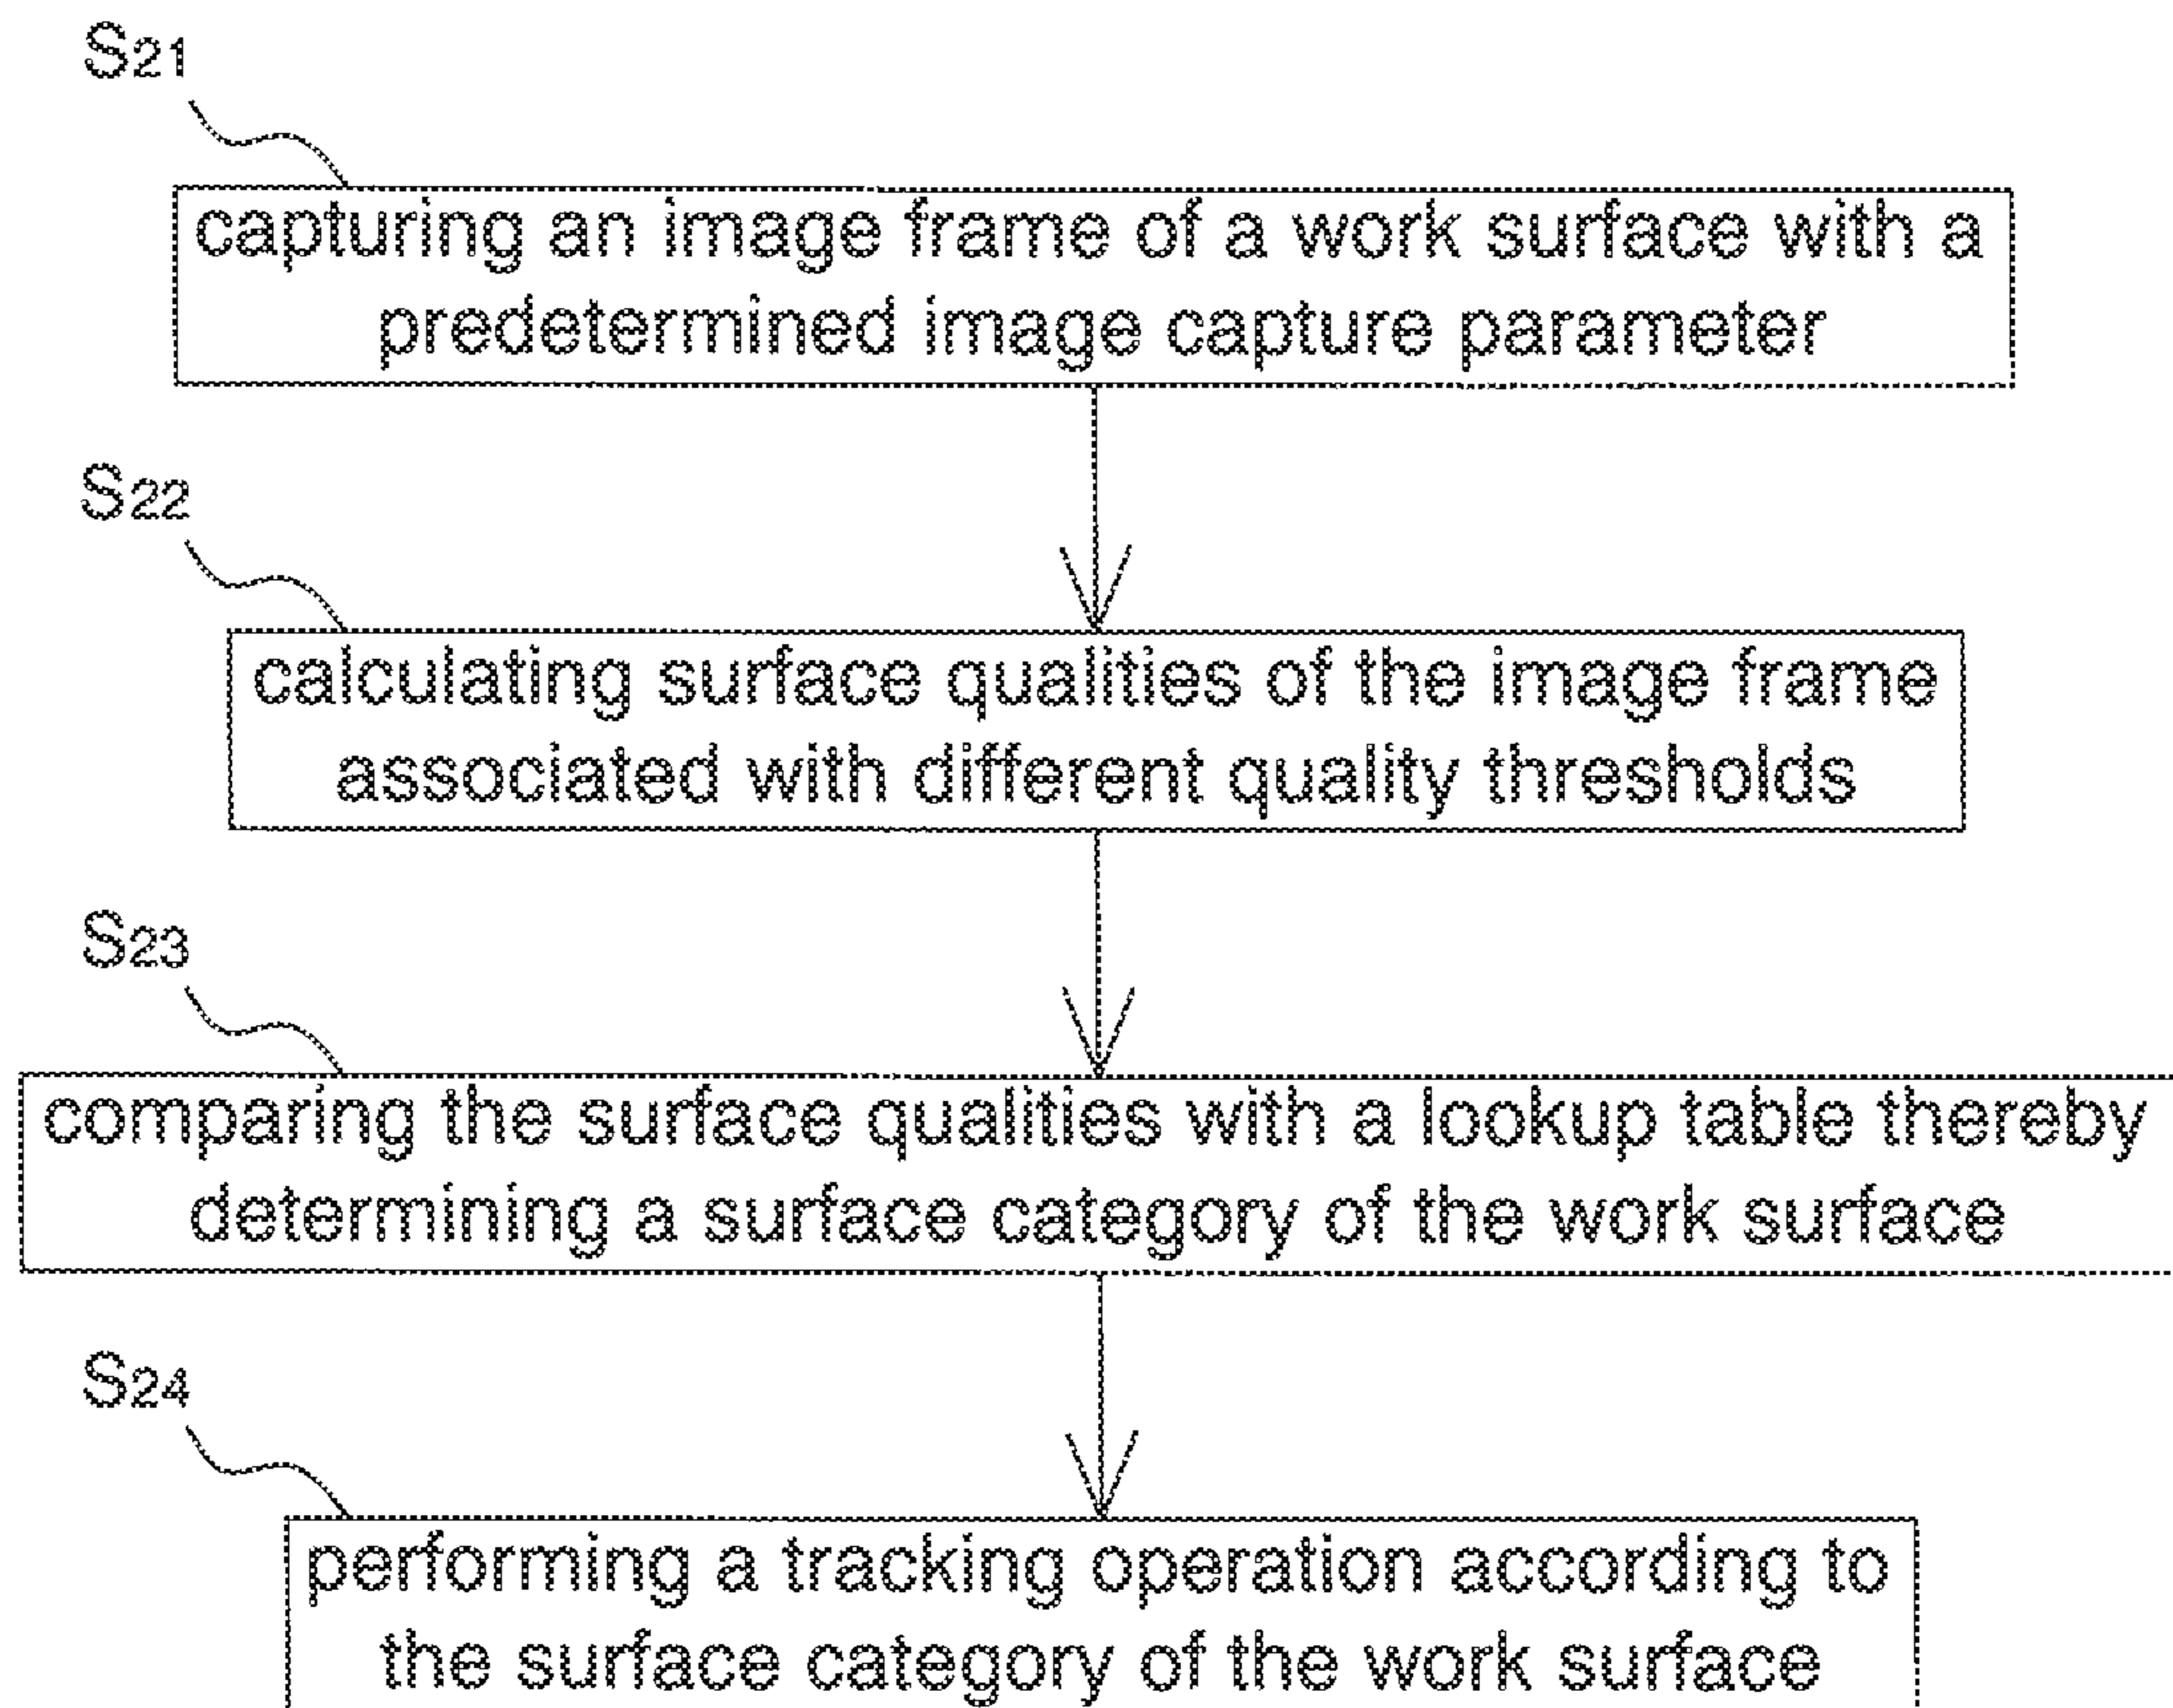 S21
capturing an image frame of a work surface with a
predetermined image capture parameter
S22
calculating surface qualities of the image frame
associated with different quality thresholds
S23
comparing the surface qualities with a lookup table thereby
determining a surface category of the work surface
S24
performing a tracking operation according to
the surface category of the work surface